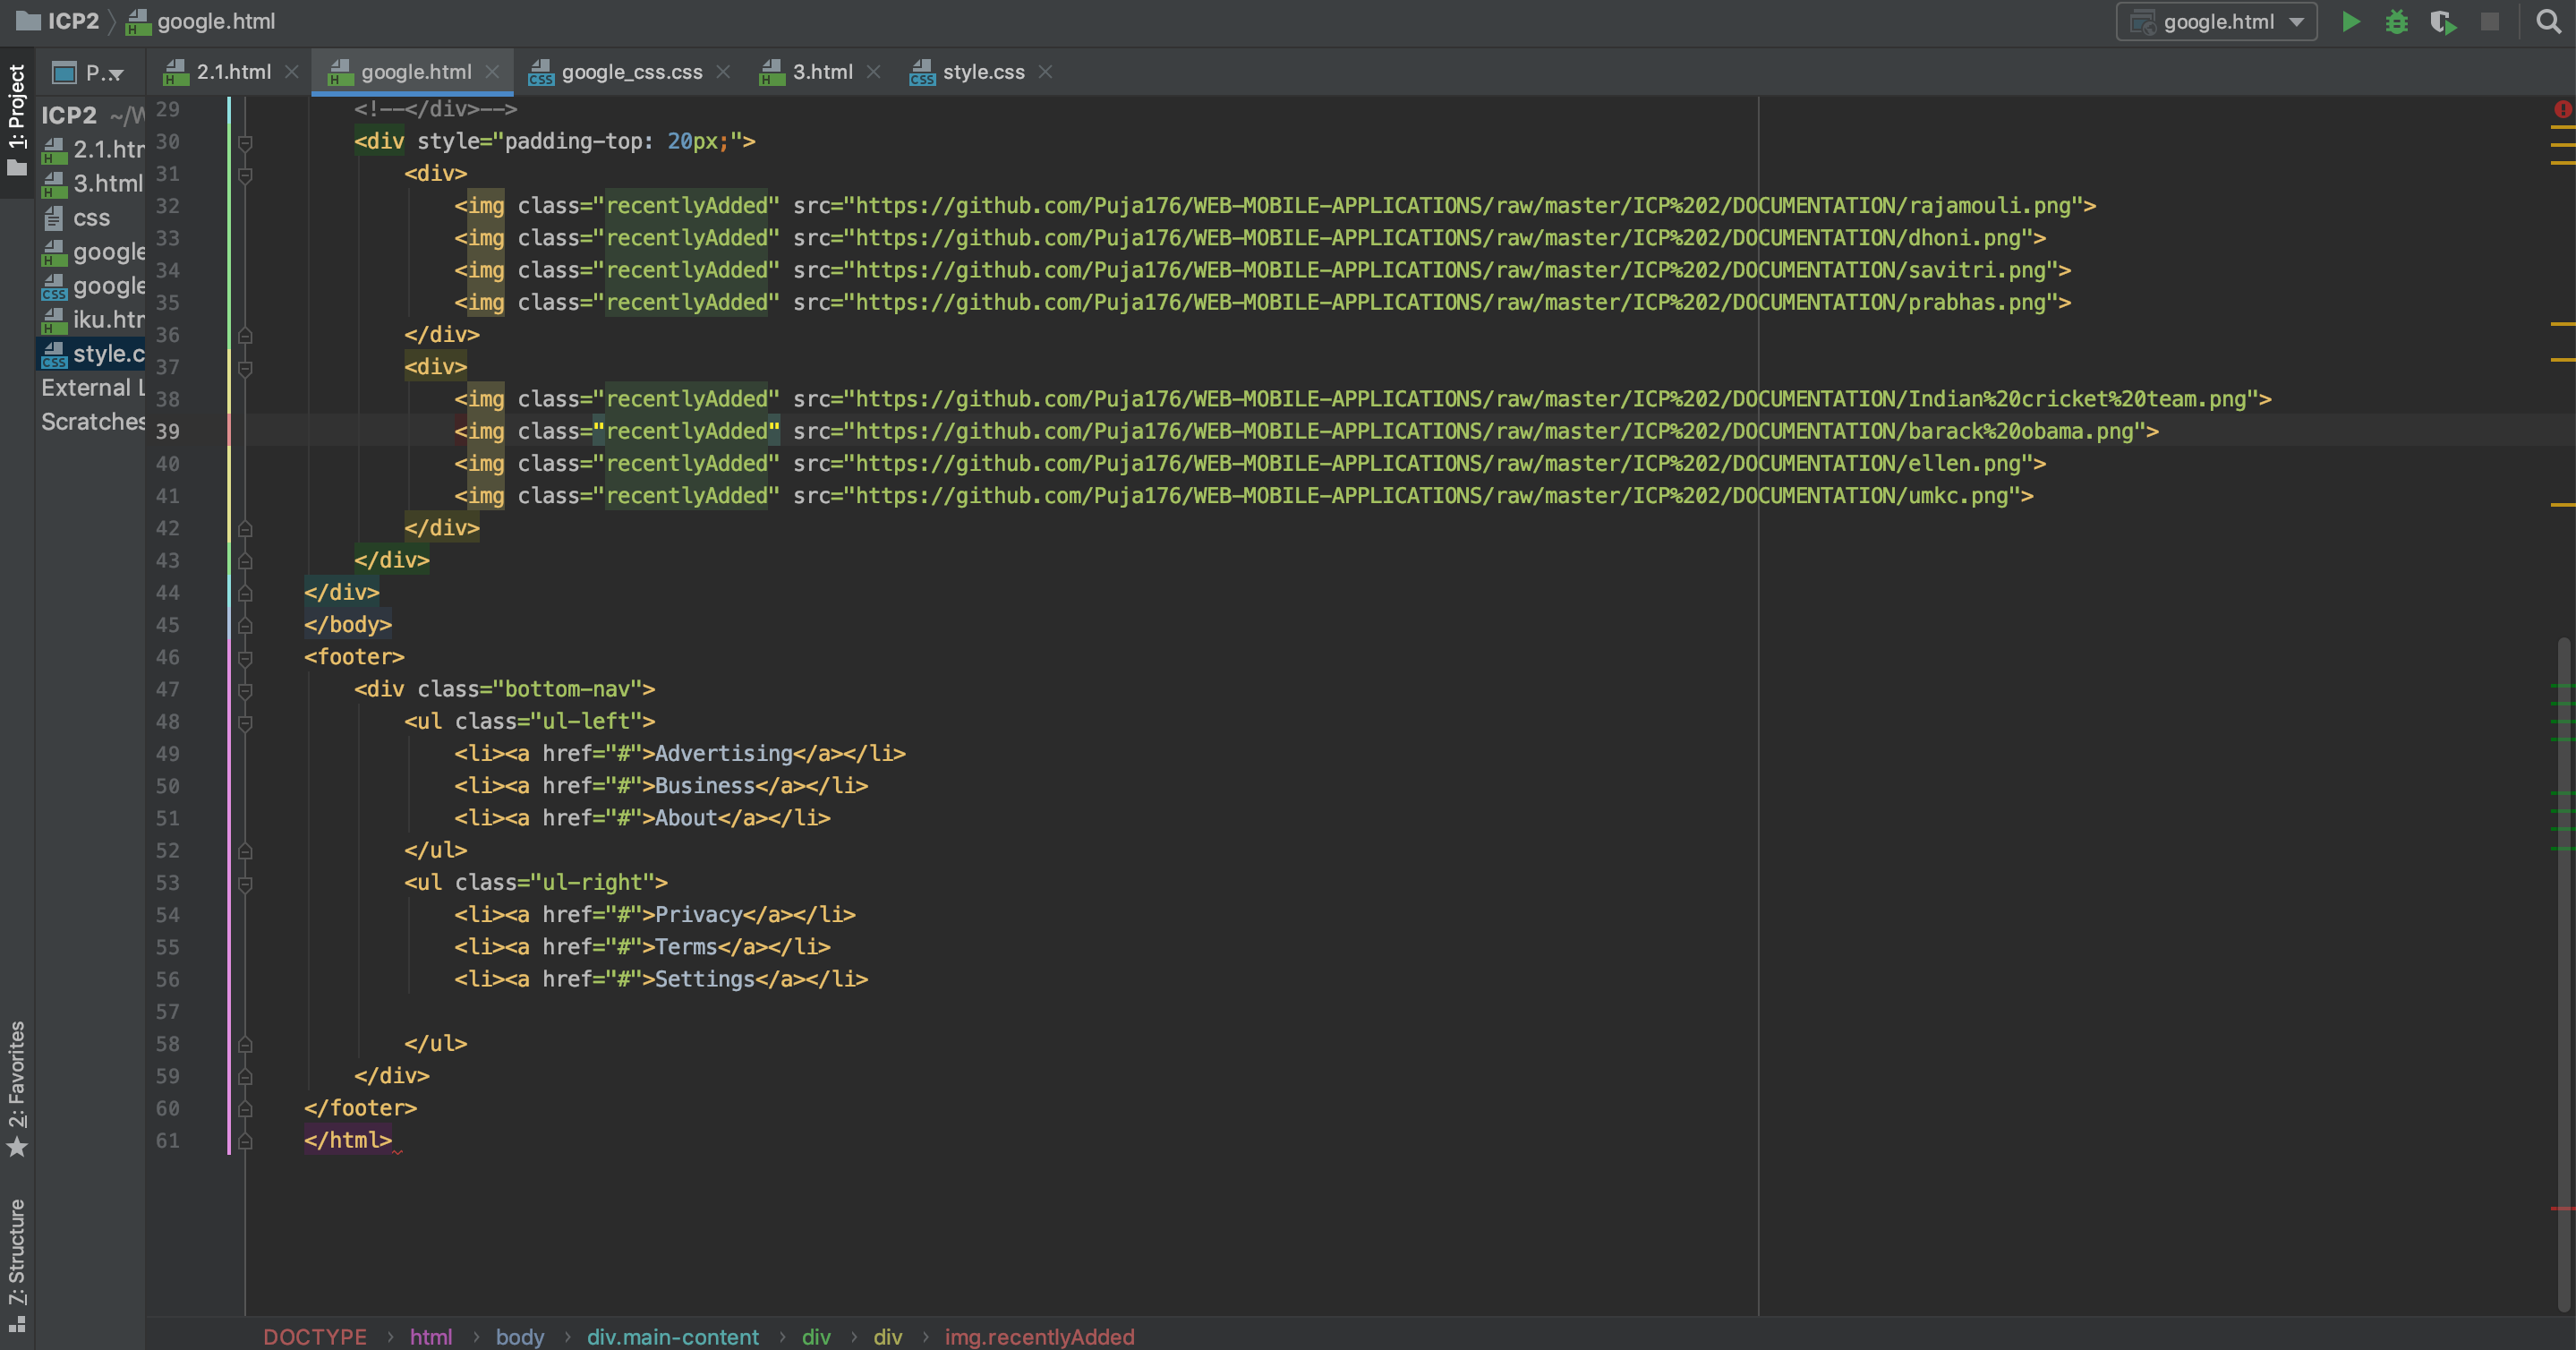 ICP2 google.html google.html
1: Project P.. 2.1.html google.html google_css.css 3.html style.css
ICP2 ~/W
2.1.htm
3.html
css
google
google
iku.htm
style.c
External L
Scratches
29 <!--</div>-->
30 <div style="padding-top: 20px;">
31 <div>
32 <img class="recentlyAdded" src="https://github.com/Puja176/WEB-MOBILE-APPLICATIONS/raw/master/ICP%202/DOCUMENTATION/rajamouli.png">
33 <img class="recentlyAdded" src="https://github.com/Puja176/WEB-MOBILE-APPLICATIONS/raw/master/ICP%202/DOCUMENTATION/dhoni.png">
34 <img class="recentlyAdded" src="https://github.com/Puja176/WEB-MOBILE-APPLICATIONS/raw/master/ICP%202/DOCUMENTATION/savitri.png">
35 <img class="recentlyAdded" src="https://github.com/Puja176/WEB-MOBILE-APPLICATIONS/raw/master/ICP%202/DOCUMENTATION/prabhas.png">
36 </div>
37 <div>
38 <img class="recentlyAdded" src="https://github.com/Puja176/WEB-MOBILE-APPLICATIONS/raw/master/ICP%202/DOCUMENTATION/Indian%20cricket%20team.png">
39 <img class="recentlyAdded" src="https://github.com/Puja176/WEB-MOBILE-APPLICATIONS/raw/master/ICP%202/DOCUMENTATION/barack%20obama.png">
40 <img class="recentlyAdded" src="https://github.com/Puja176/WEB-MOBILE-APPLICATIONS/raw/master/ICP%202/DOCUMENTATION/ellen.png">
41 <img class="recentlyAdded" src="https://github.com/Puja176/WEB-MOBILE-APPLICATIONS/raw/master/ICP%202/DOCUMENTATION/umkc.png">
42 </div>
43 </div>
44 </div>
45 </body>
46 <footer>
47 <div class="bottom-nav">
48 <ul class="ul-left">
49 <li><a href="#">Advertising</a></li>
50 <li><a href="#">Business</a></li>
51 <li><a href="#">About</a></li>
52 </ul>
53 <ul class="ul-right">
54 <li><a href="#">Privacy</a></li>
55 <li><a href="#">Terms</a></li>
56 <li><a href="#">Settings</a></li>
57
58 </ul>
59 </div>
60 </footer>
61 </html>
2: Favorites
Z: Structure
DOCTYPE › html › body › div.main-content › div › div › img.recentlyAdded